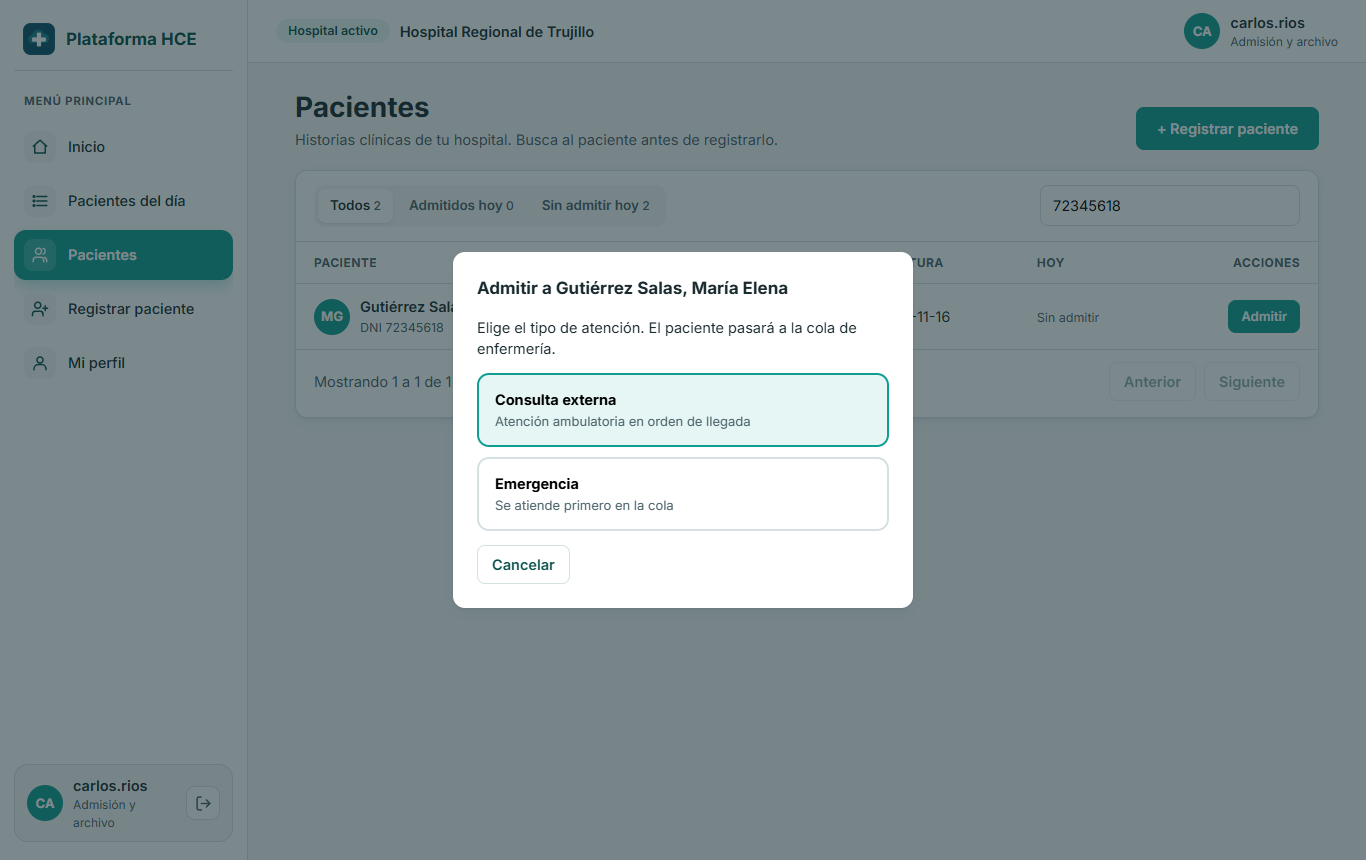 Plataforma HCE
MENÚ PRINCIPAL
Inicio
Pacientes del día
Pacientes
Registrar paciente
Mi perfil
CA
carlos.rios
Admisión y
archivo
Hospital activo
Hospital Regional de Trujillo
CA
carlos.rios
Admisión y archivo
Pacientes
Historias clínicas de tu hospital. Busca al paciente antes de registrarlo.
+ Registrar paciente
Todos 2
Admitidos hoy 0
Sin admitir hoy 2
72345618
PACIENTE
HOY
ACCIONES
MG
Gutiérrez
DNI 72345618
-11-16
Sin admitir
Admitir
Mostrando 1 a 1 de 1
Anterior
Siguiente
Admitir a Gutiérrez Salas, María Elena
Elige el tipo de atención. El paciente pasará a la cola de
enfermería.
Consulta externa
Atención ambulatoria en orden de llegada
Emergencia
Se atiende primero en la cola
Cancelar